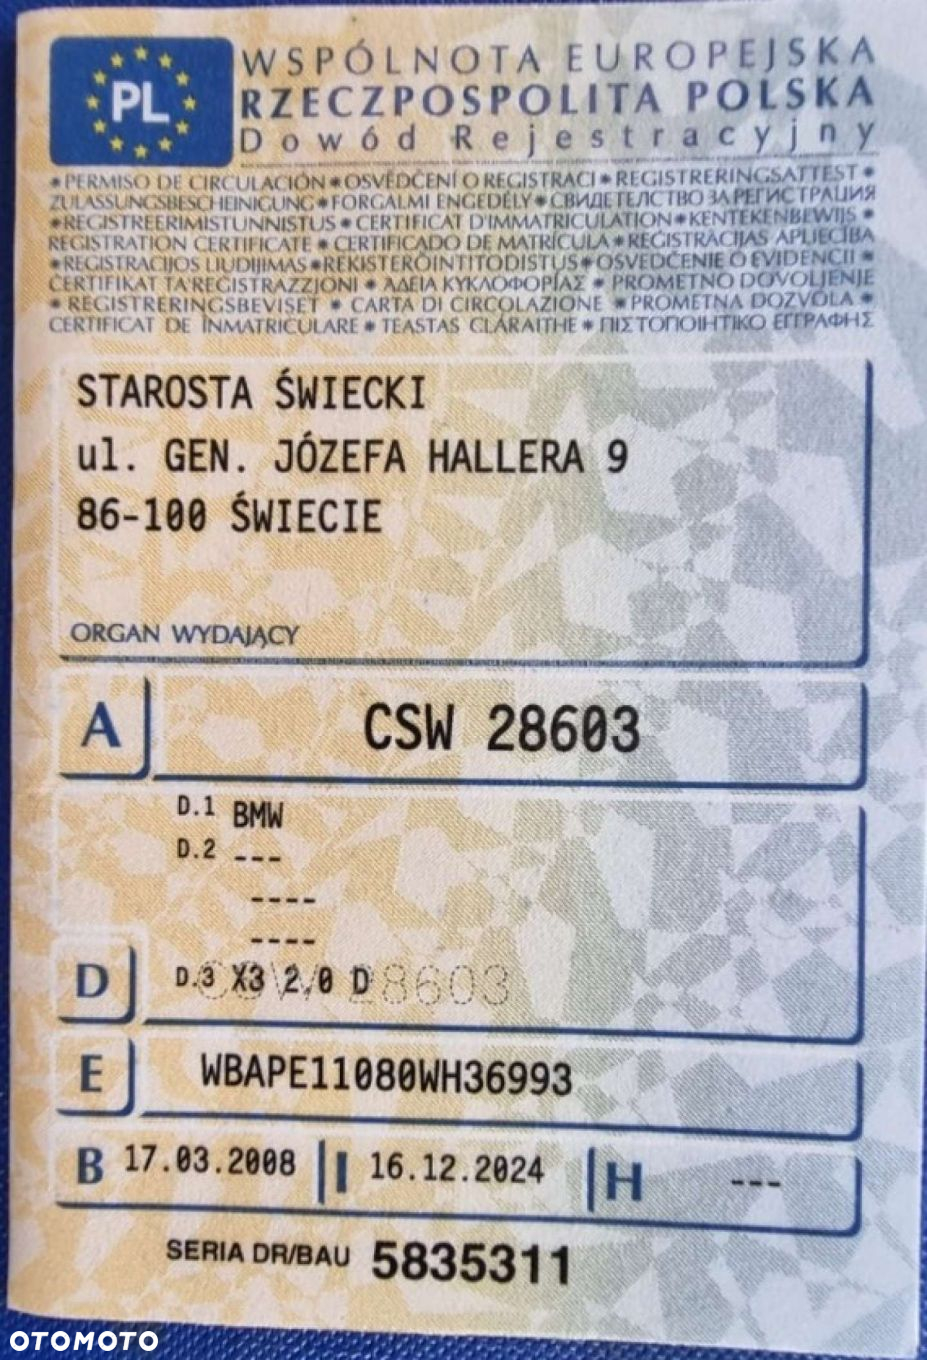 PL
WSPÓLNOTA EUROPEJSKA
RZECZPOSPOLITA POLSKA
Dowód Rejestracyjny
* PERMISO DE CIRCULACIÓN * OSVĚDČENÍ O REGISTRACI * REGISTRERINGSATTEST *
ZULASSUNGSBESCHEINIGUNG * FORGALMI ENGEDÉLY * СВИДЕТЕЛСТВО ЗА РЕГИСТРАЦИЯ
* REGISTREERIMISTUNNISTUS * CERTIFICAT D'IMMATRICULATION * KENTEKENBEWIJS *
REGISTRATION CERTIFICATE * CERTIFICADO DE MATRÍCULA * REĢISTRĀCIJAS APLIECĪBA
* REGISTRACIJOS LIUDIJIMAS * REKISTERÖINTITODISTUS * OSVEDČENIE O EVIDENCII *
CERTIFIKAT TA'REGISTRAZZJONI * ΆΔΕΙΑ ΚΥΚΛΟΦΟΡΊΑΣ * PROMETNO DOVOLJENJE
* REGISTRERINGSBEVISET * CARTA DI CIRCOLAZIONE * PROMETNA DOZVOLA *
CERTIFICAT DE ÎNMATRICULARE * TEASTAS CLÁRAITHE * ΠΙΣΤΟΠΟΙΗΤΙΚΟ ΕΓΓΡΑΦΗΣ
STAROSTA ŚWIECKI
ul. GEN. JÓZEFA HALLERA 9
86-100 ŚWIECIE
ORGAN WYDAJĄCY
A CSW 28603
D.1 BMW
D.2 ---
----
----
D D.3 X3 2.0 D
CSW 28603
E WBAPE11080WH36993
B 17.03.2008 I 16.12.2024 H ---
SERIA DR/BAU 5835311
OTOMOTO